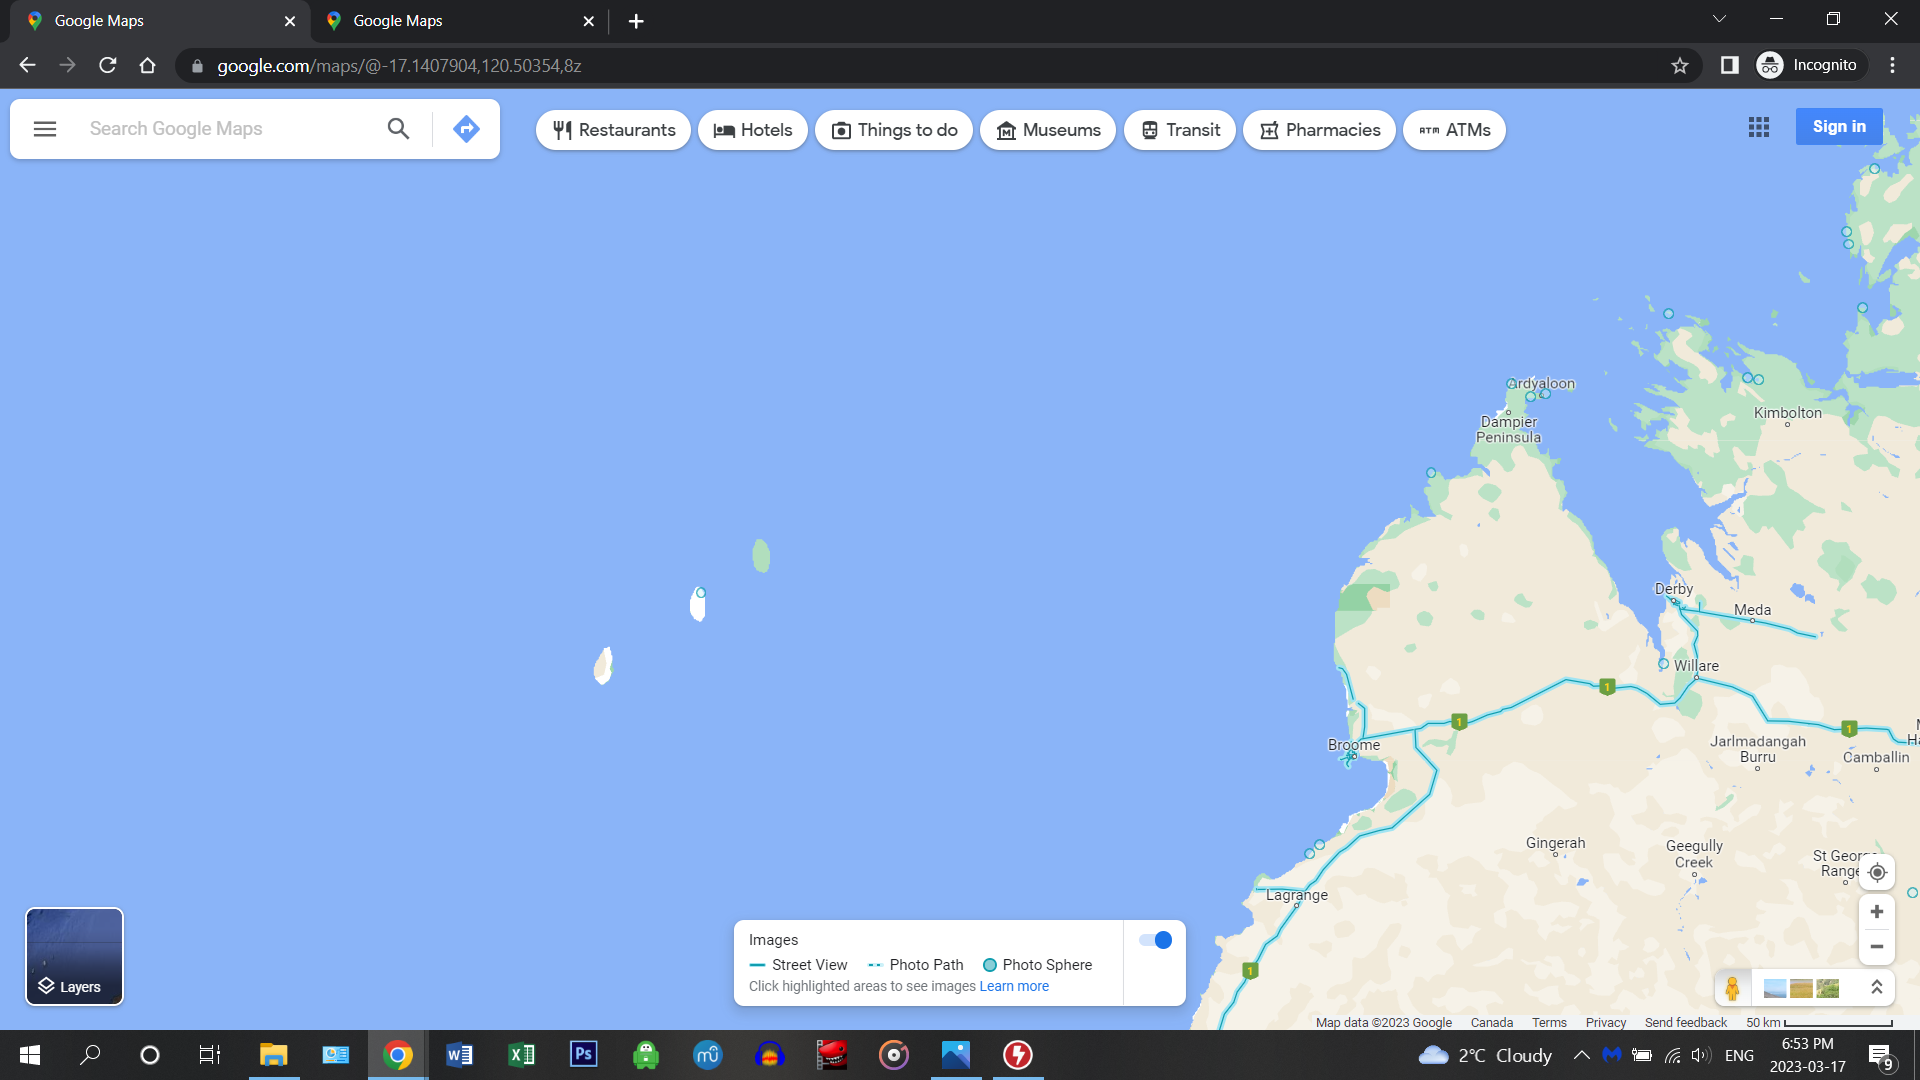 Google Maps
Google Maps
google.com/maps/@-17.1407904,120.50354,8z
Incognito
Search Google Maps
Restaurants
Hotels
Things to do
Museums
Transit
Pharmacies
ATM ATMs
Sign in
Ardyaloon
Dampier
Peninsula
Kimbolton
Derby
Meda
Willare
1
1
1
Broome
Jarlmadangah
Burru
Camballin
Gingerah
Geegully
Creek
St George
Range
Lagrange
1
Layers
Images
Street View
Photo Path
Photo Sphere
Click highlighted areas to see images Learn more
Map data ©2023 Google
Canada
Terms
Privacy
Send feedback
50 km
W
X
Ps
mü
2°C Cloudy
ENG
6:53 PM
2023-03-17
9